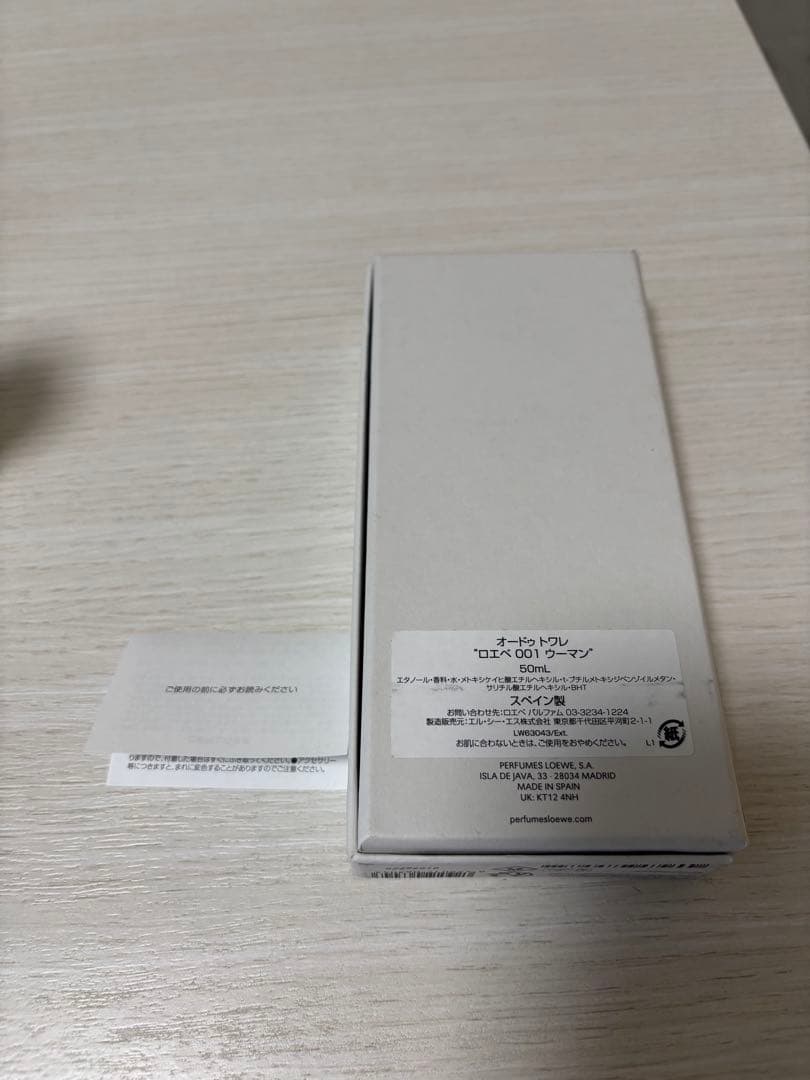 オードゥ トワレ
"ロエベ 001 ウーマン"
50mL
エタノール・香料・水・メトキシケイヒ酸エチルヘキシル・t-ブチルメトキシジベンゾイルメタン・
サリチル酸エチルヘキシル・BHT
スペイン製
お問い合わせ先:ロエベ パルファム 03-3234-1224
製造販売元:エル・シー・エス株式会社 東京都千代田区平河町2-1-1
LW63043/Ext.
お肌に合わないときは、ご使用をおやめください。 L1 紙
PERFUMES LOEWE, S.A.
ISLA DE JAVA, 33 - 28034 MADRID
MADE IN SPAIN
UK: KT12 4NH
perfumesloewe.com
ご使用の前に必ずお読みください
りますので、付着した場合はすぐにふき取ってください。●アクセサリー
等につきますと、まれに変色することがありますのでご注意ください。